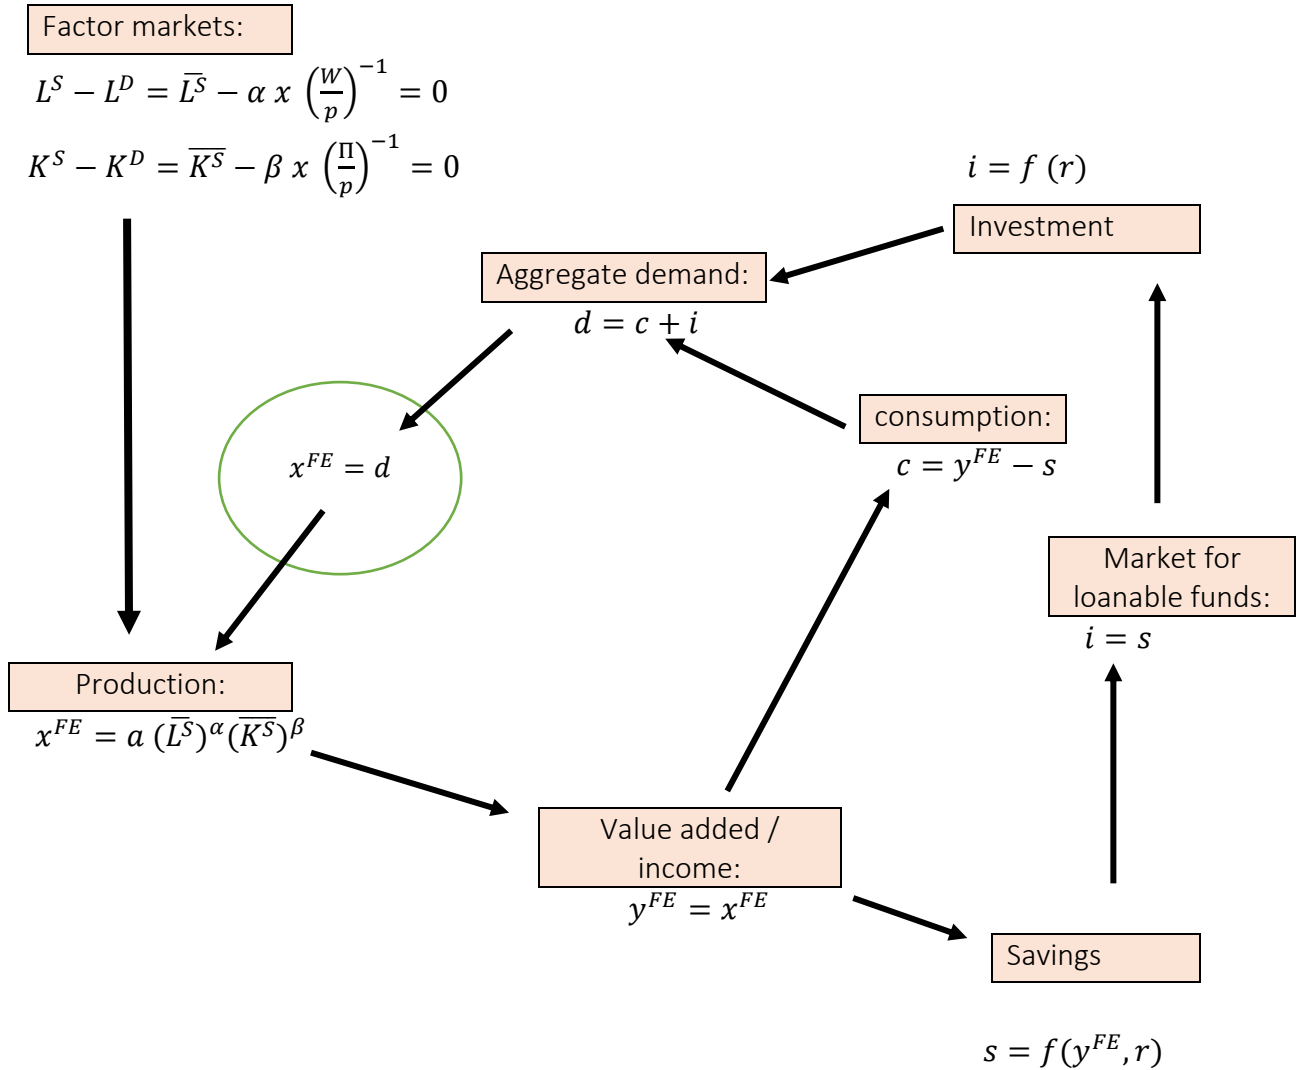 Factor markets:
L^S − L^D = \overline{L^S} − α x (W/p)^{−1} = 0
K^S − K^D = \overline{K^S} − β x (Π/p)^{−1} = 0
i = f (r)
Investment
Aggregate demand:
d = c + i
consumption:
c = y^{FE} − s
x^{FE} = d
Market for
loanable funds:
i = s
Production:
x^{FE} = a (\overline{L^S})^α(\overline{K^S})^β
Value added /
income:
y^{FE} = x^{FE}
Savings
s = f(y^{FE}, r)